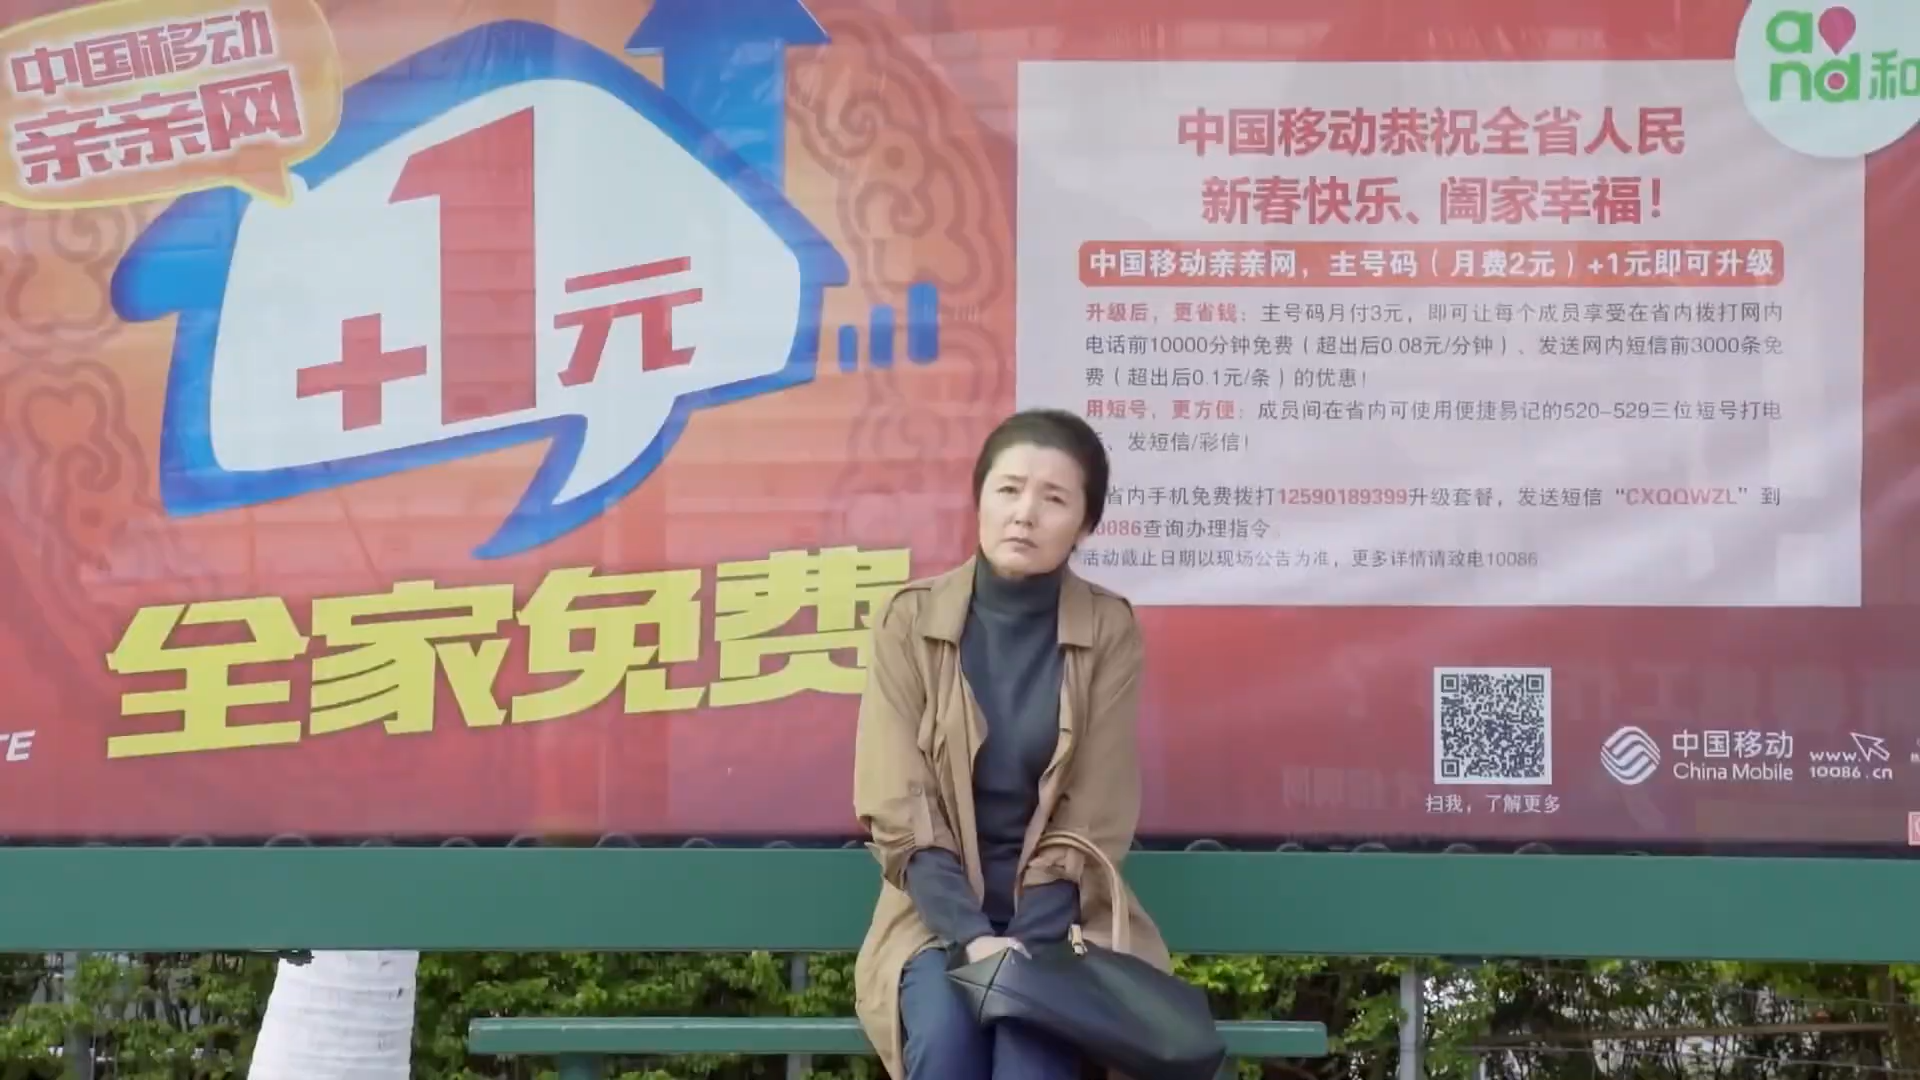 中国移动
亲亲网
+1元
全家免费
TE
and和
中国移动恭祝全省人民
新春快乐、阖家幸福!
中国移动亲亲网，主号码（月费2元）+1元即可升级
升级后，更省钱：主号码月付3元，即可让每个成员享受在省内拨打网内
电话前10000分钟免费（超出后0.08元/分钟）、发送网内短信前3000条免
费（超出后0.1元/条）的优惠!
用短号，更方便：成员间在省内可使用便捷易记的520-529三位短号打电
、发短信/彩信!
省内手机免费拨打12590189399升级套餐，发送短信“CXQQWZL”到
0086查询办理指令。
活动截止日期以现场公告为准，更多详情请致电10086
扫我，了解更多
中国移动
China Mobile
www.
10086.cn